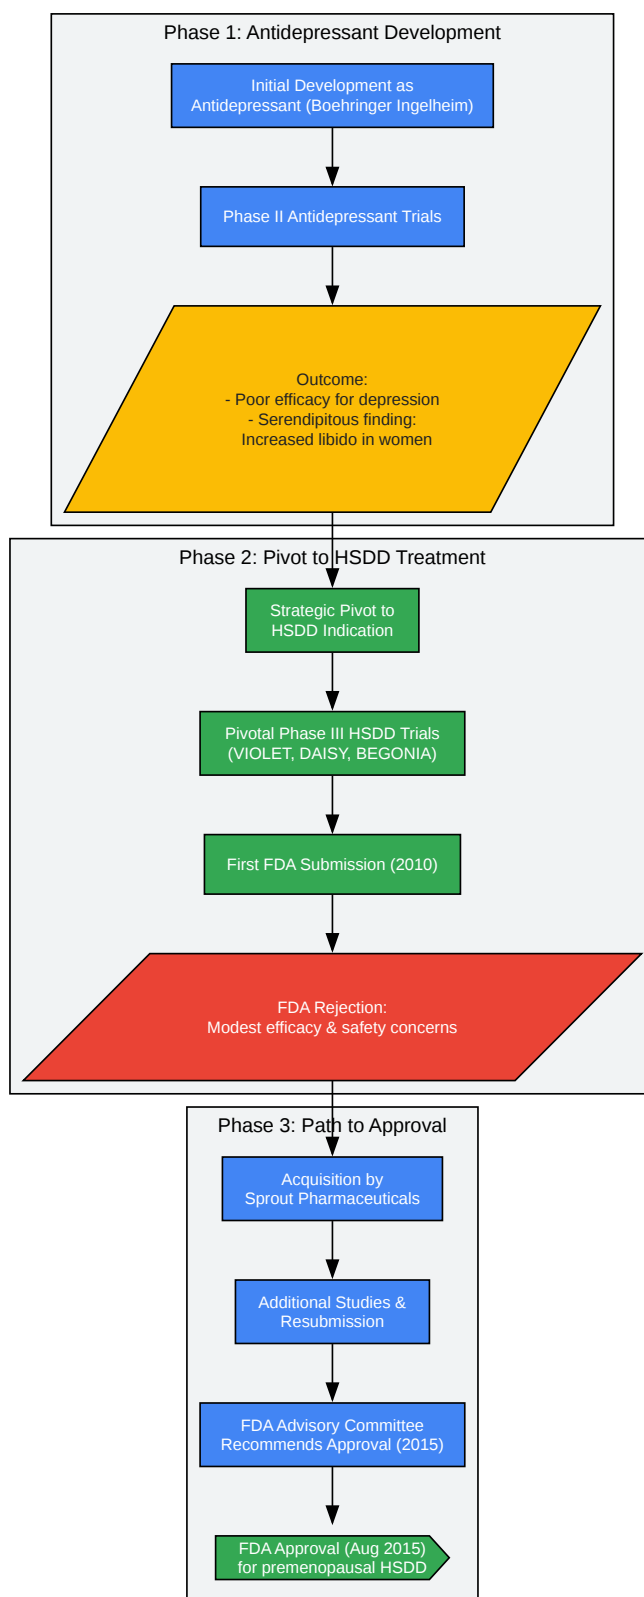 Phase 1: Antidepressant Development
Initial Development as
Antidepressant (Boehringer Ingelheim)
Phase II Antidepressant Trials
Outcome:
- Poor efficacy for depression
- Serendipitous finding:
Increased libido in women
Phase 2: Pivot to HSDD Treatment
Strategic Pivot to
HSDD Indication
Pivotal Phase III HSDD Trials
(VIOLET, DAISY, BEGONIA)
First FDA Submission (2010)
FDA Rejection:
Modest efficacy & safety concerns
Phase 3: Path to Approval
Acquisition by
Sprout Pharmaceuticals
Additional Studies &
Resubmission
FDA Advisory Committee
Recommends Approval (2015)
FDA Approval (Aug 2015)
for premenopausal HSDD